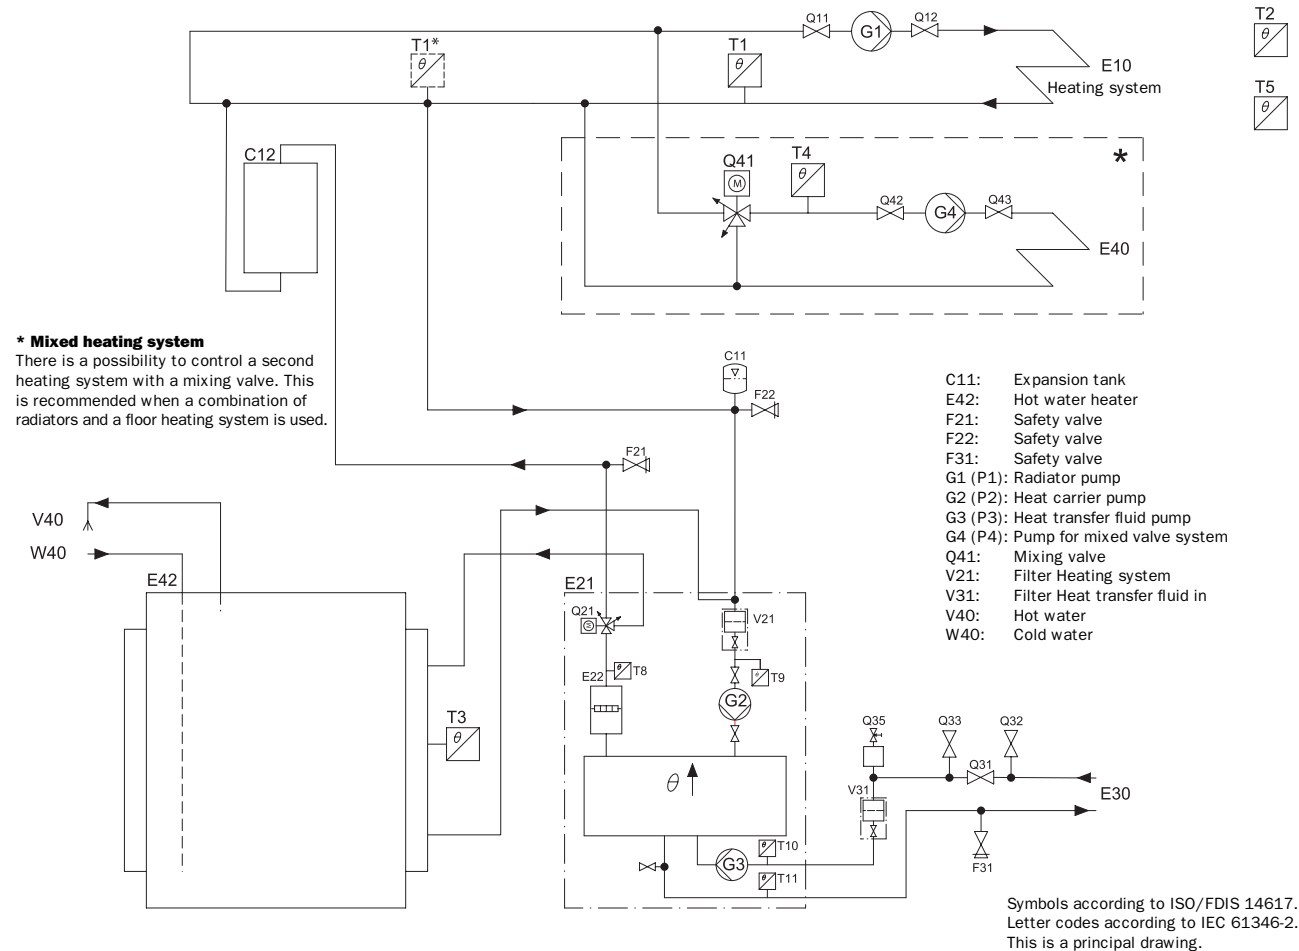 Q11
G1
Q12
T2
T1*
θ
T1
θ
θ
E10
Heating system
T5
θ
C12
Q41
M
T4
θ
*
Q42
G4
Q43
E40
* Mixed heating system
There is a possibility to control a second
heating system with a mixing valve. This
is recommended when a combination of
radiators and a floor heating system is used.
C11
F22
F21
C11: Expansion tank
E42: Hot water heater
F21: Safety valve
F22: Safety valve
F31: Safety valve
G1 (P1): Radiator pump
G2 (P2): Heat carrier pump
G3 (P3): Heat transfer fluid pump
G4 (P4): Pump for mixed valve system
Q41: Mixing valve
V21: Filter Heating system
V31: Filter Heat transfer fluid in
V40: Hot water
W40: Cold water
V40
W40
E42
E21
Q21
V21
E22
θ
T8
T9
G2
T3
θ
θ
Q35
Q33
Q32
Q31
V31
E30
G3
θ
T10
θ
T11
F31
Symbols according to ISO/FDIS 14617.
Letter codes according to IEC 61346-2.
This is a principal drawing.